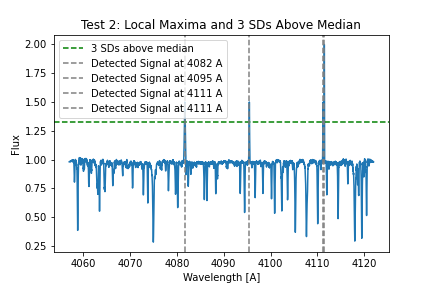 Test 2: Local Maxima and 3 SDs Above Median
3 SDs above median
Detected Signal at 4082 A
Detected Signal at 4095 A
Detected Signal at 4111 A
Detected Signal at 4111 A
Flux
2.00
1.75
1.50
1.25
1.00
0.75
0.50
0.25
4060 4070 4080 4090 4100 4110 4120
Wavelength [A]